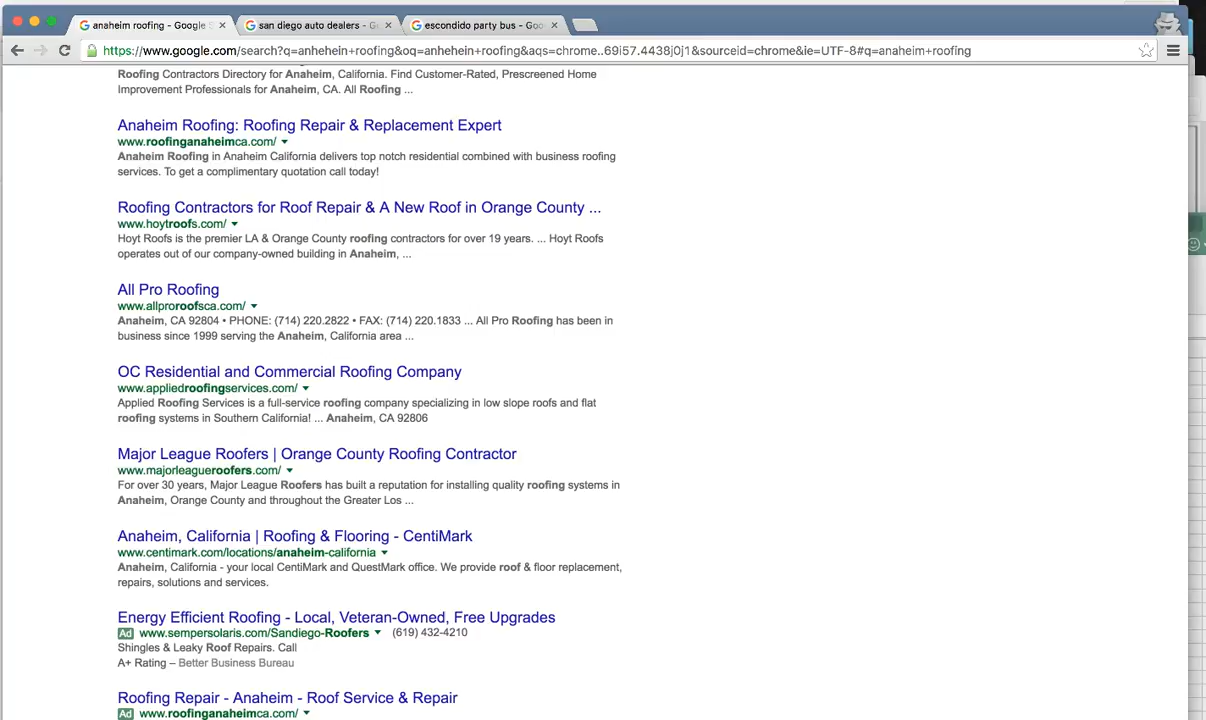 anaheim roofing - Google S
san diego auto dealers - Go
escondido party bus - Goo
https://www.google.com/search?q=anhehein+roofing&oq=anhehein+roofing&aqs=chrome..69i57.4438j0j1&sourceid=chrome&ie=UTF-8#q=anaheim+roofing
Roofing Contractors Directory for Anaheim, California. Find Customer-Rated, Prescreened Home
Improvement Professionals for Anaheim, CA. All Roofing ...
Anaheim Roofing: Roofing Repair & Replacement Expert
www.roofinganaheimca.com/
Anaheim Roofing in Anaheim California delivers top notch residential combined with business roofing
services. To get a complimentary quotation call today!
Roofing Contractors for Roof Repair & A New Roof in Orange County ...
www.hoytroofs.com/
Hoyt Roofs is the premier LA & Orange County roofing contractors for over 19 years. ... Hoyt Roofs
operates out of our company-owned building in Anaheim, ...
All Pro Roofing
www.allproroofsca.com/
Anaheim, CA 92804 • PHONE: (714) 220.2822 • FAX: (714) 220.1833 ... All Pro Roofing has been in
business since 1999 serving the Anaheim, California area ...
OC Residential and Commercial Roofing Company
www.appliedroofingservices.com/
Applied Roofing Services is a full-service roofing company specializing in low slope roofs and flat
roofing systems in Southern California! ... Anaheim, CA 92806
Major League Roofers | Orange County Roofing Contractor
www.majorleagueroofers.com/
For over 30 years, Major League Roofers has built a reputation for installing quality roofing systems in
Anaheim, Orange County and throughout the Greater Los ...
Anaheim, California | Roofing & Flooring - CentiMark
www.centimark.com/locations/anaheim-california
Anaheim, California - your local CentiMark and QuestMark office. We provide roof & floor replacement,
repairs, solutions and services.
Energy Efficient Roofing - Local, Veteran-Owned, Free Upgrades
Ad www.sempersolaris.com/Sandiego-Roofers (619) 432-4210
Shingles & Leaky Roof Repairs. Call
A+ Rating – Better Business Bureau
Roofing Repair - Anaheim - Roof Service & Repair
Ad www.roofinganaheimca.com/